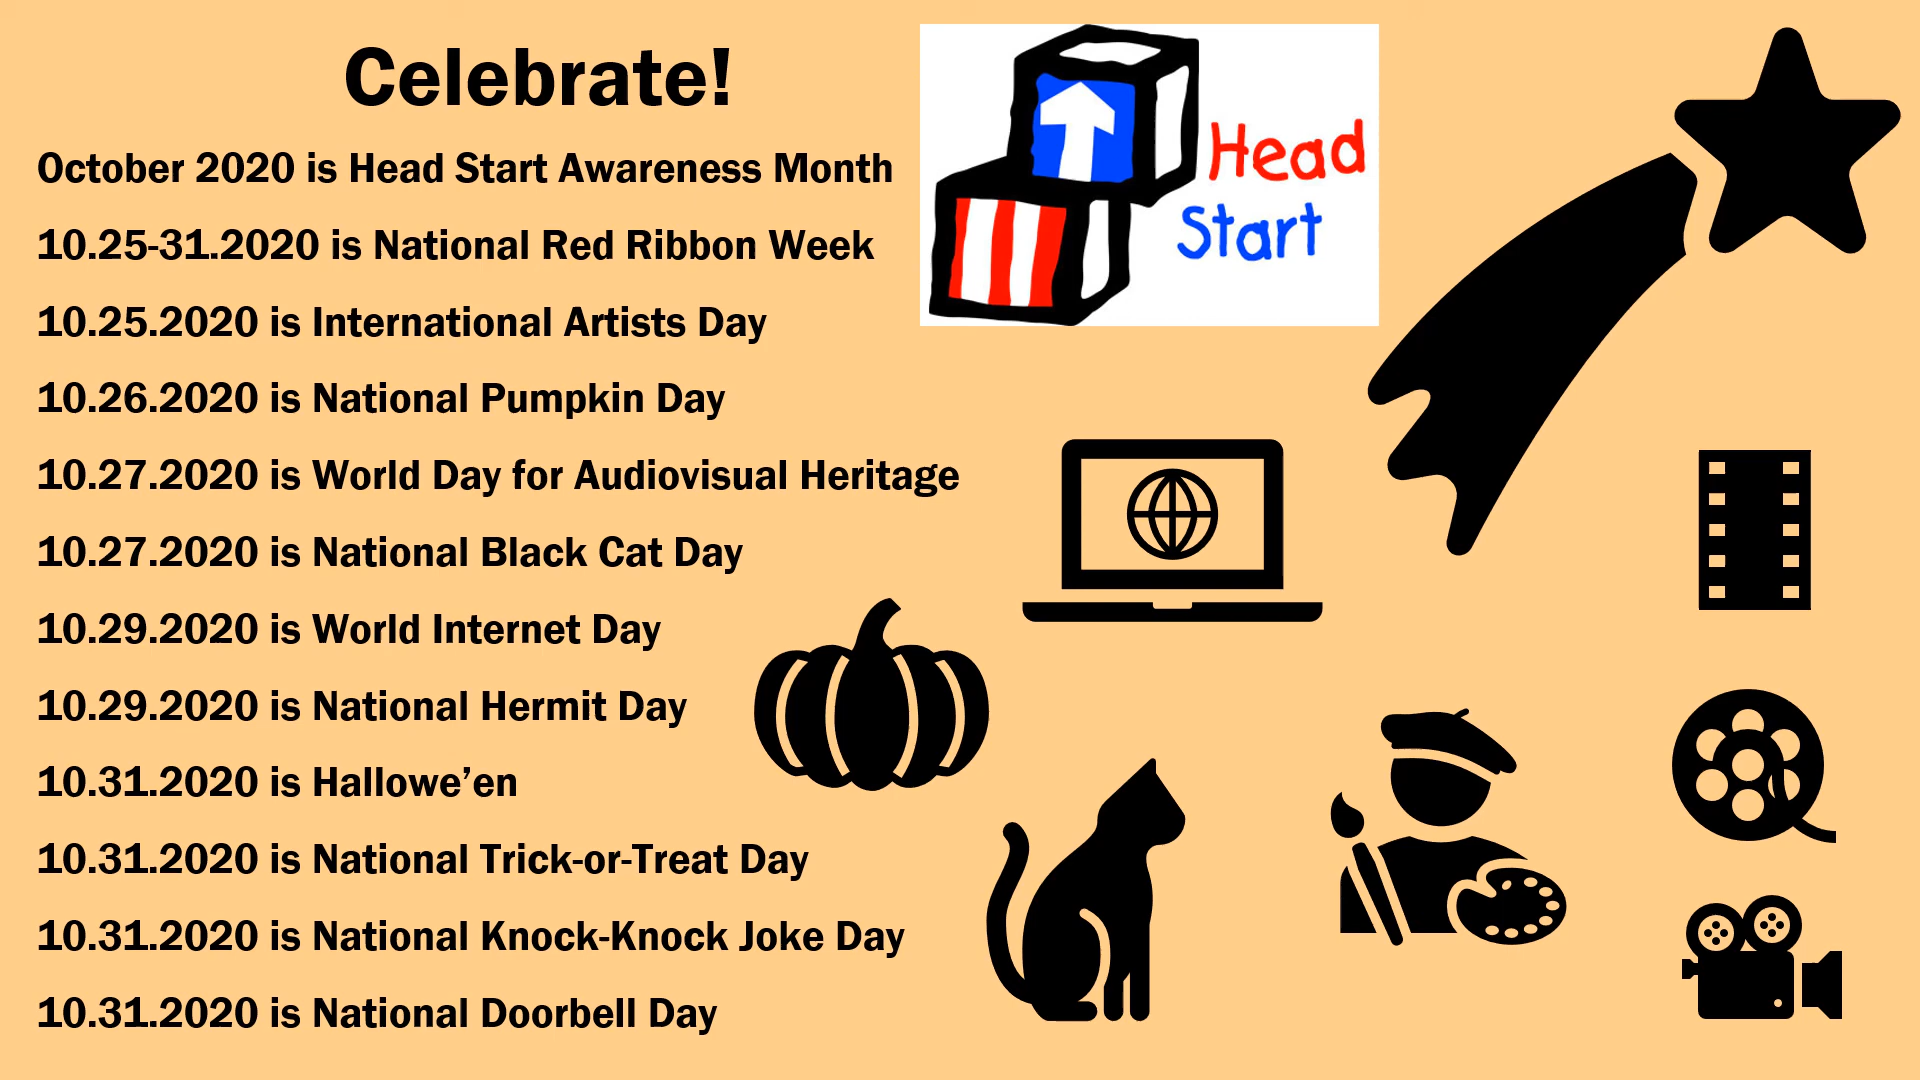 Celebrate!
October 2020 is Head Start Awareness Month
10.25-31.2020 is National Red Ribbon Week
10.25.2020 is International Artists Day
10.26.2020 is National Pumpkin Day
10.27.2020 is World Day for Audiovisual Heritage
10.27.2020 is National Black Cat Day
10.29.2020 is World Internet Day
10.29.2020 is National Hermit Day
10.31.2020 is Hallowe’en
10.31.2020 is National Trick-or-Treat Day
10.31.2020 is National Knock-Knock Joke Day
10.31.2020 is National Doorbell Day
Head
Start